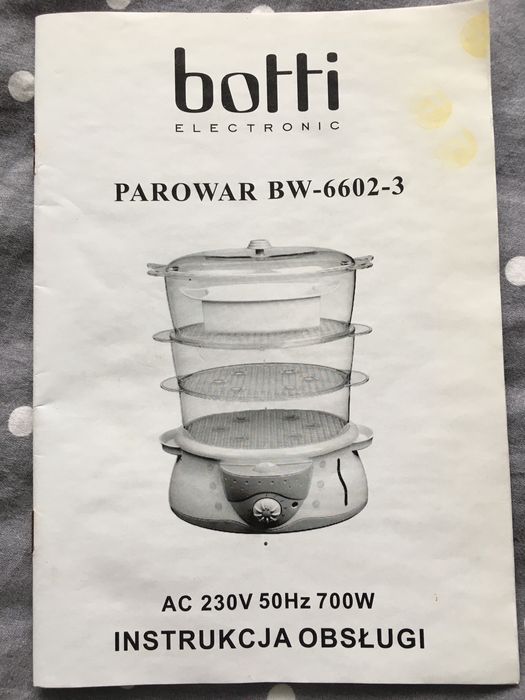 botti
ELECTRONIC
PAROWAR BW-6602-3
AC 230V 50Hz 700W
INSTRUKCJA OBSŁUGI